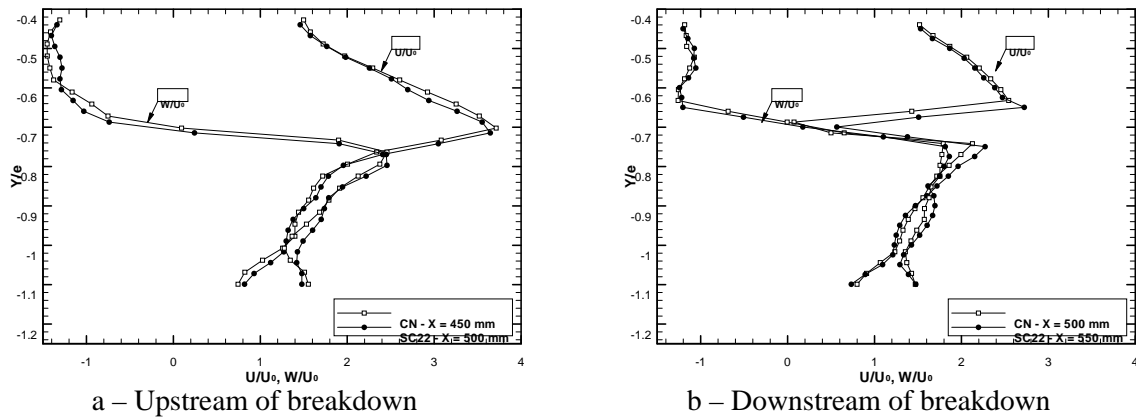 -0.4
-0.5
-0.6
-0.7
-0.8
-0.9
-1
-1.1
-1.2
Y/e
U/U₀
W/U₀
CN - X = 450 mm
SC22 - X = 500 mm
-1 0 1 2 3 4
U/U₀, W/U₀
a – Upstream of breakdown
-0.4
-0.5
-0.6
-0.7
-0.8
-0.9
-1
-1.1
-1.2
Y/e
U/U₀
W/U₀
CN - X = 500 mm
SC22 - X = 550 mm
-1 0 1 2 3 4
U/U₀, W/U₀
b – Downstream of breakdown